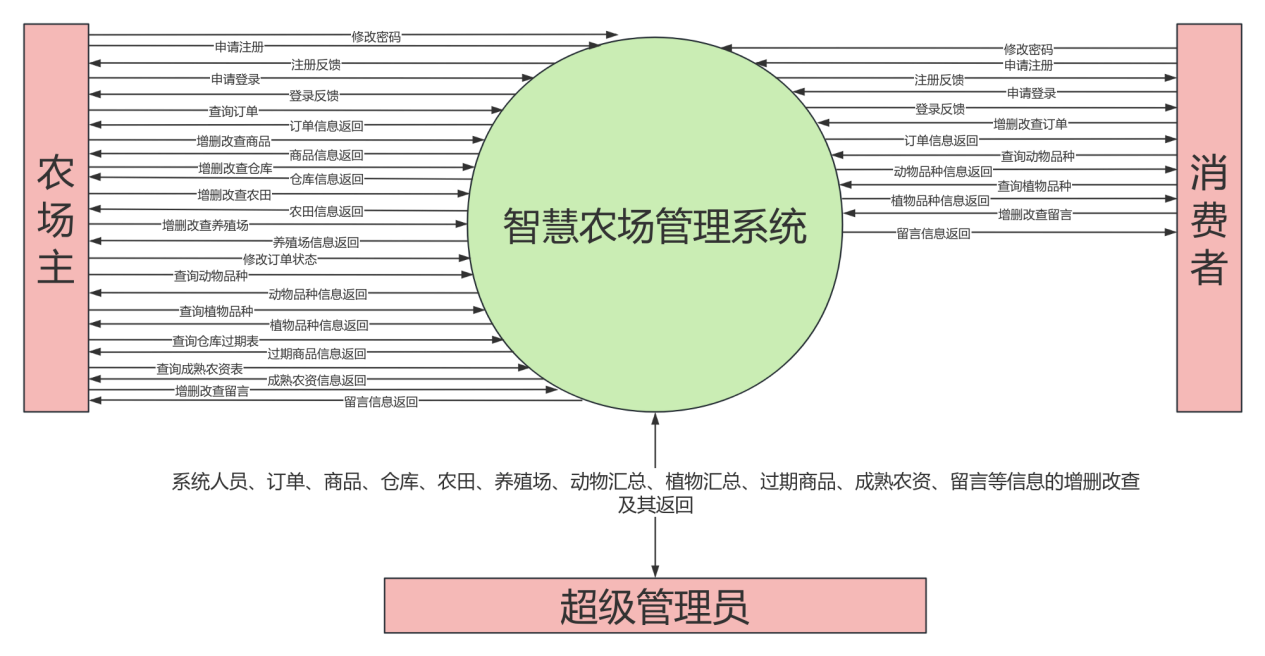 农场主
修改密码
申请注册
注册反馈
申请登录
登录反馈
查询订单
订单信息返回
增删改查商品
商品信息返回
增删改查仓库
仓库信息返回
增删改查农田
农田信息返回
增删改查养殖场
养殖场信息返回
修改订单状态
查询动物品种
动物品种信息返回
查询植物品种
植物品种信息返回
查询仓库过期表
过期商品信息返回
查询成熟农资表
成熟农资信息返回
增删改查留言
留言信息返回
智慧农场管理系统
修改密码
申请注册
注册反馈
申请登录
登录反馈
增删改查订单
订单信息返回
查询动物品种
动物品种信息返回
查询植物品种
植物品种信息返回
增删改查留言
留言信息返回
消费者
系统人员、订单、商品、仓库、农田、养殖场、动物汇总、植物汇总、过期商品、成熟农资、留言等信息的增删改查
及其返回
超级管理员